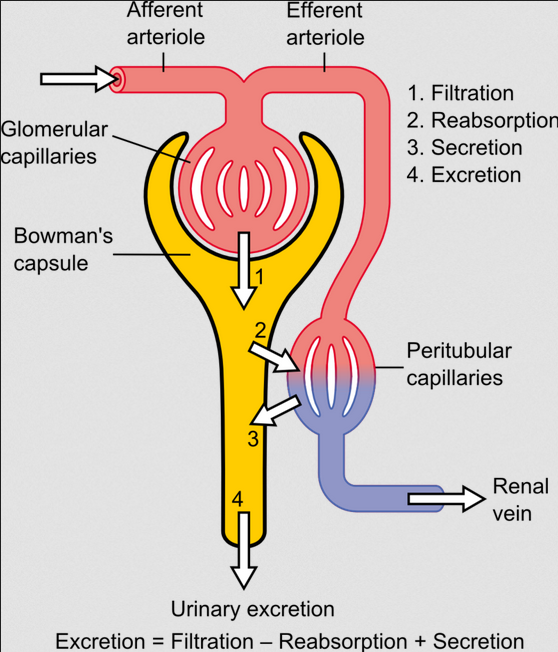 Afferent
arteriole
Efferent
arteriole
1. Filtration
2. Reabsorption
3. Secretion
4. Excretion
Glomerular
capillaries
Bowman's
capsule
1
2
Peritubular
capillaries
3
4
Renal
vein
Urinary excretion
Excretion = Filtration – Reabsorption + Secretion